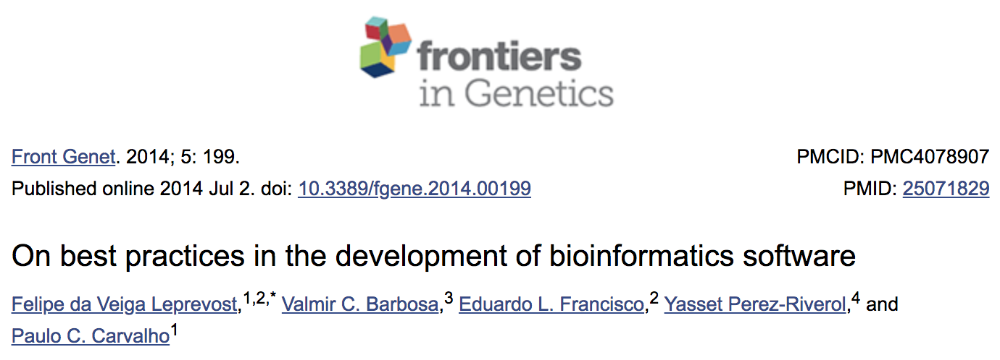 frontiers
in Genetics
Front Genet. 2014; 5: 199.
PMCID: PMC4078907
Published online 2014 Jul 2. doi: 10.3389/fgene.2014.00199
PMID: 25071829
On best practices in the development of bioinformatics software
Felipe da Veiga Leprevost,1,2,* Valmir C. Barbosa,3 Eduardo L. Francisco,2 Yasset Perez-Riverol,4 and
Paulo C. Carvalho1